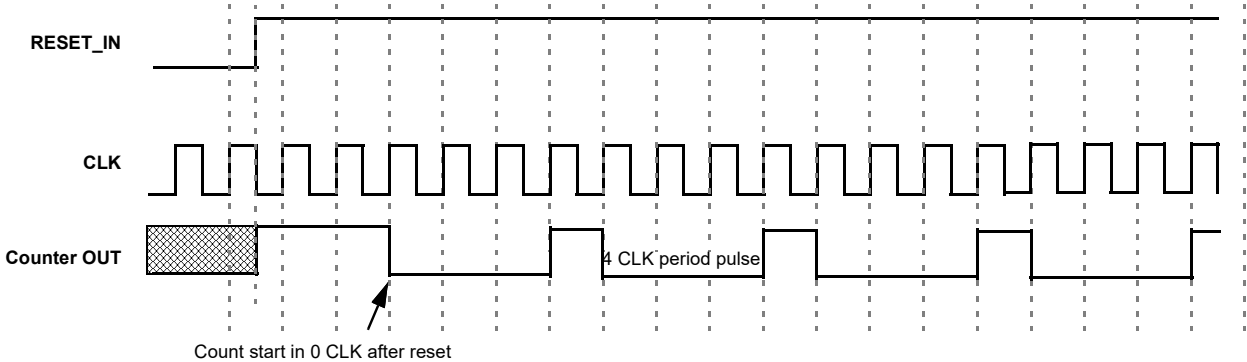 RESET_IN
CLK
Counter OUT
4 CLK period pulse
Count start in 0 CLK after reset